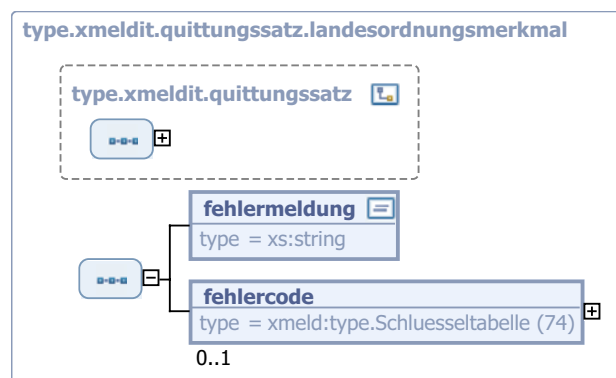 type.xmeldit.quittungssatz.landesordnungsmerkmal
type.xmeldit.quittungssatz
fehlermeldung
type = xs:string
fehlercode
type = xmeld:type.Schluesseltabelle (74)
0..1